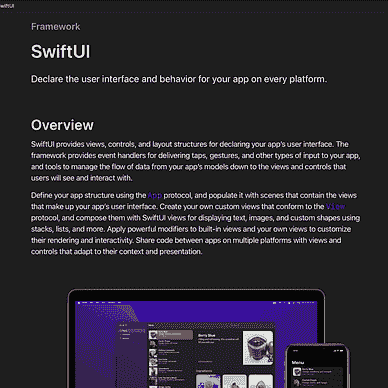 SwiftUI
Framework
SwiftUI
Declare the user interface and behavior for your app on every platform.
Overview
SwiftUI provides views, controls, and layout structures for declaring your app's user interface. The
framework provides event handlers for delivering taps, gestures, and other types of input to your app,
and tools to manage the flow of data from your app's models down to the views and controls that
users will see and interact with.
Define your app structure using the App protocol, and populate it with scenes that contain the views
that make up your app's user interface. Create your own custom views that conform to the View
protocol, and compose them with SwiftUI views for displaying text, images, and custom shapes using
stacks, lists, and more. Apply powerful modifiers to built-in views and your own views to customize
their rendering and interactivity. Share code between apps on multiple platforms with views
and controls that adapt to their context and presentation.
Berry Blue
Menu